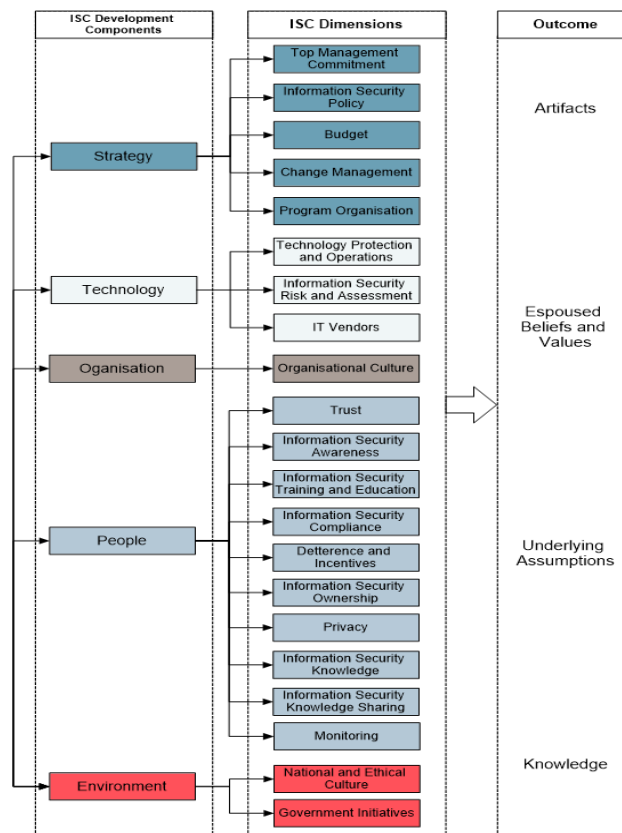 ISC Development
Components
Strategy
Technology
Oganisation
People
Environment
ISC Dimensions
Top Management
Commitment
Information Security
Policy
Budget
Change Management
Program Organisation
Technology Protection
and Operations
Information Security
Risk and Assessment
IT Vendors
Organisational Culture
Trust
Information Security
Awareness
Information Security
Training and Education
Information Security
Compliance
Detterence and
Incentives
Information Security
Ownership
Privacy
Information Security
Knowledge
Information Security
Knowledge Sharing
Monitoring
National and Ethical
Culture
Government Initiatives
Outcome
Artifacts
Espoused
Beliefs and
Values
Underlying
Assumptions
Knowledge